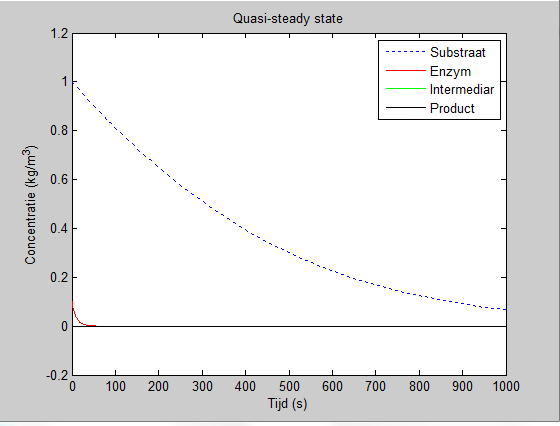 Quasi-steady state
1.2
1
0.8
0.6
0.4
0.2
0
-0.2
Concentratie (kg/m³)
Substraat
Enzym
Intermediar
Product
0 100 200 300 400 500 600 700 800 900 1000
Tijd (s)